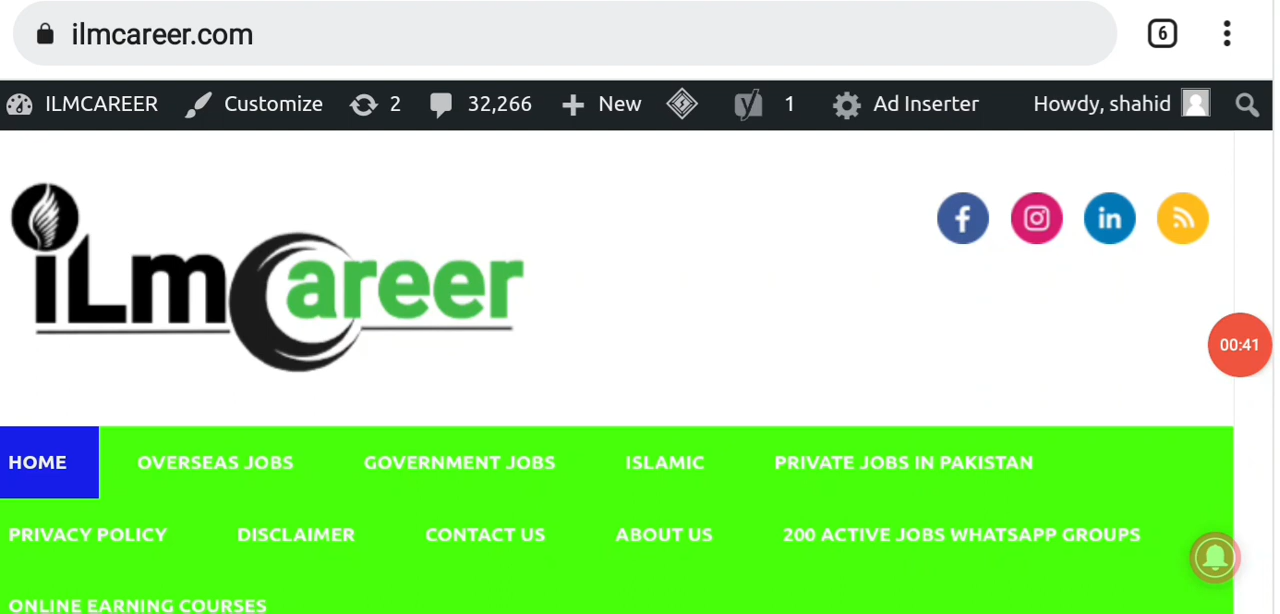 ilmcareer.com
6
ILMCAREER Customize 2 32,266 New 1 Ad Inserter Howdy, shahid
iLmCareer
00:41
HOME OVERSEAS JOBS GOVERNMENT JOBS ISLAMIC PRIVATE JOBS IN PAKISTAN
PRIVACY POLICY DISCLAIMER CONTACT US ABOUT US 200 ACTIVE JOBS WHATSAPP GROUPS
ONLINE EARNING COURSES